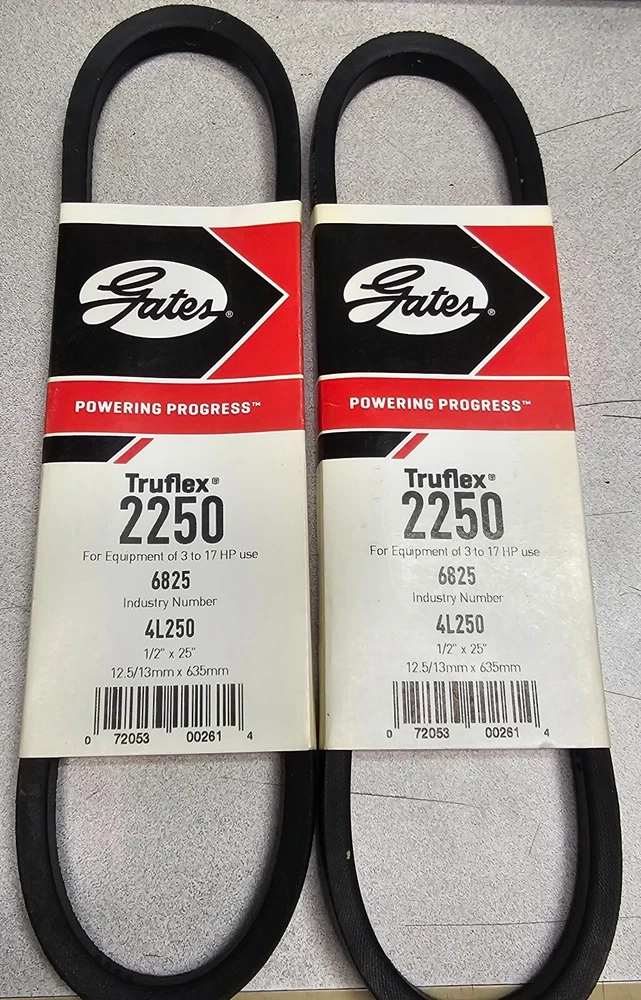 Gates®
POWERING PROGRESS™
Truflex®
2250
For Equipment of 3 to 17 HP use
6825
Industry Number
4L250
1/2" x 25"
12.5/13mm x 635mm
0 72053 00261 4
Gates®
POWERING PROGRESS™
Truflex®
2250
For Equipment of 3 to 17 HP use
6825
Industry Number
4L250
1/2" x 25"
12.5/13mm x 635mm
0 72053 00261 4